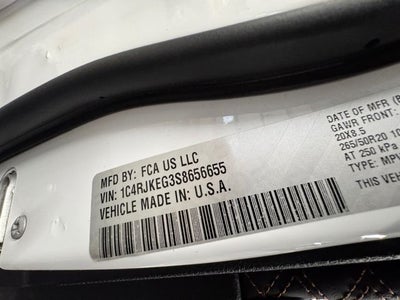 MFD BY: FCA US LLC
VIN: 1C4RJKEG3S8656655
VEHICLE MADE IN: U.S.A.
DATE OF MFR
GAWR FRONT:
20X8.5
265/50R20
AT 250 kPa
TYPE: MPV
THIS VEH